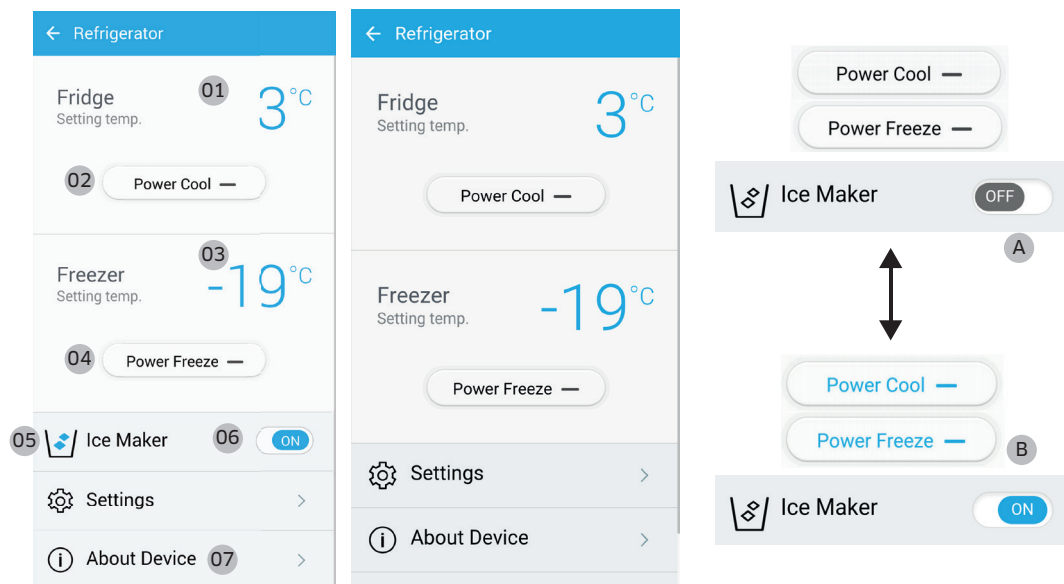 ← Refrigerator
Fridge 01 3°C
Setting temp.
02 Power Cool —
03
Freezer -19°C
Setting temp.
04 Power Freeze —
05 Ice Maker 06 ON
Settings >
About Device 07 >
← Refrigerator
Fridge 3°C
Setting temp.
Power Cool —
Freezer -19°C
Setting temp.
Power Freeze —
Settings >
About Device >
Power Cool —
Power Freeze —
Ice Maker OFF
A
Power Cool —
Power Freeze —
B
Ice Maker ON